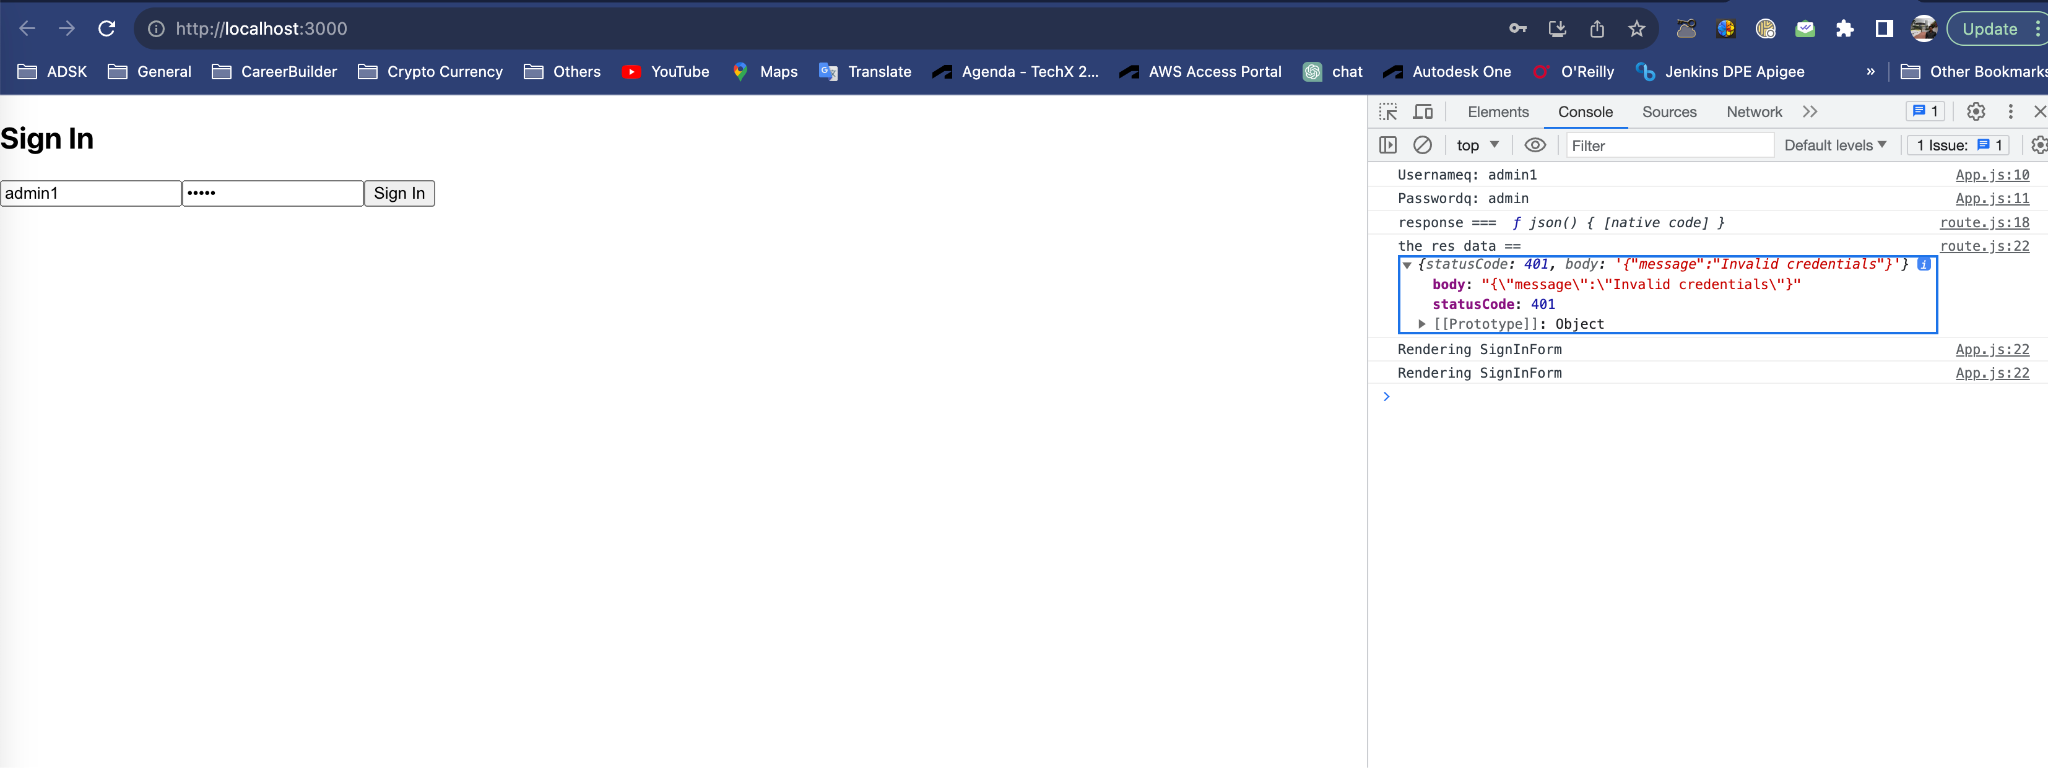 http://localhost:3000
Update
ADSK General CareerBuilder Crypto Currency Others YouTube Maps Translate Agenda - TechX 2... AWS Access Portal chat Autodesk One O'Reilly Jenkins DPE Apigee » Other Bookmarks
Sign In
admin1 ••••• Sign In
Elements Console Sources Network 1
top Filter Default levels 1 Issue: 1
Usernameq: admin1 App.js:10
Passwordq: admin App.js:11
response === ƒ json() { [native code] } route.js:18
the res data == route.js:22
{statusCode: 401, body: '{"message":"Invalid credentials"}'} i
body: "{\"message\":\"Invalid credentials\"}"
statusCode: 401
[[Prototype]]: Object
Rendering SignInForm App.js:22
Rendering SignInForm App.js:22